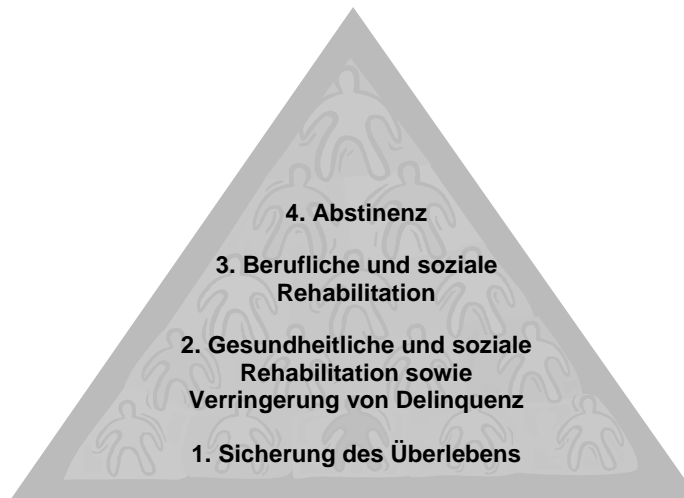 4. Abstinenz
3. Berufliche und soziale
Rehabilitation
2. Gesundheitliche und soziale
Rehabilitation sowie
Verringerung von Delinquenz
1. Sicherung des Überlebens